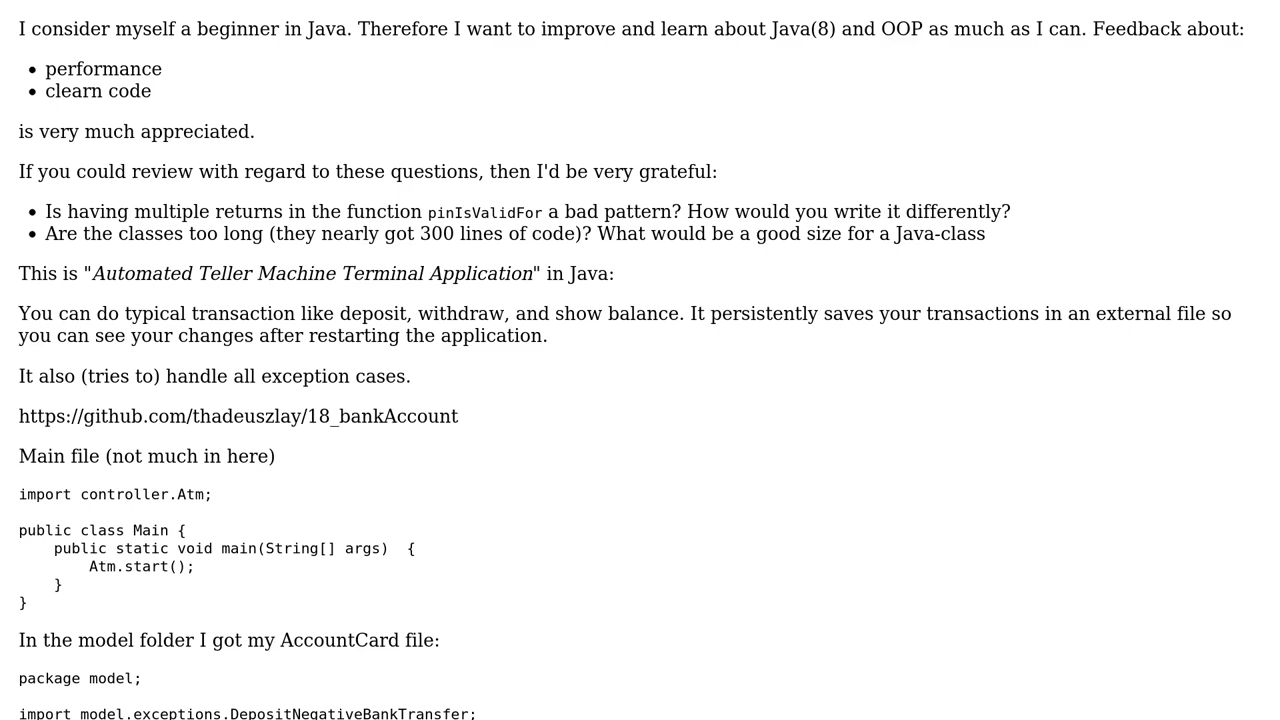 I consider myself a beginner in Java. Therefore I want to improve and learn about Java(8) and OOP as much as I can. Feedback about:
• performance
• clearn code
is very much appreciated.
If you could review with regard to these questions, then I'd be very grateful:
• Is having multiple returns in the function pinIsValidFor a bad pattern? How would you write it differently?
• Are the classes too long (they nearly got 300 lines of code)? What would be a good size for a Java-class
This is "Automated Teller Machine Terminal Application" in Java:
You can do typical transaction like deposit, withdraw, and show balance. It persistently saves your transactions in an external file so
you can see your changes after restarting the application.
It also (tries to) handle all exception cases.
https://github.com/thadeuszlay/18_bankAccount
Main file (not much in here)
import controller.Atm;
public class Main {
    public static void main(String[] args)  {
        Atm.start();
    }
}
In the model folder I got my AccountCard file:
package model;
import model.exceptions.DepositNegativeBankTransfer;